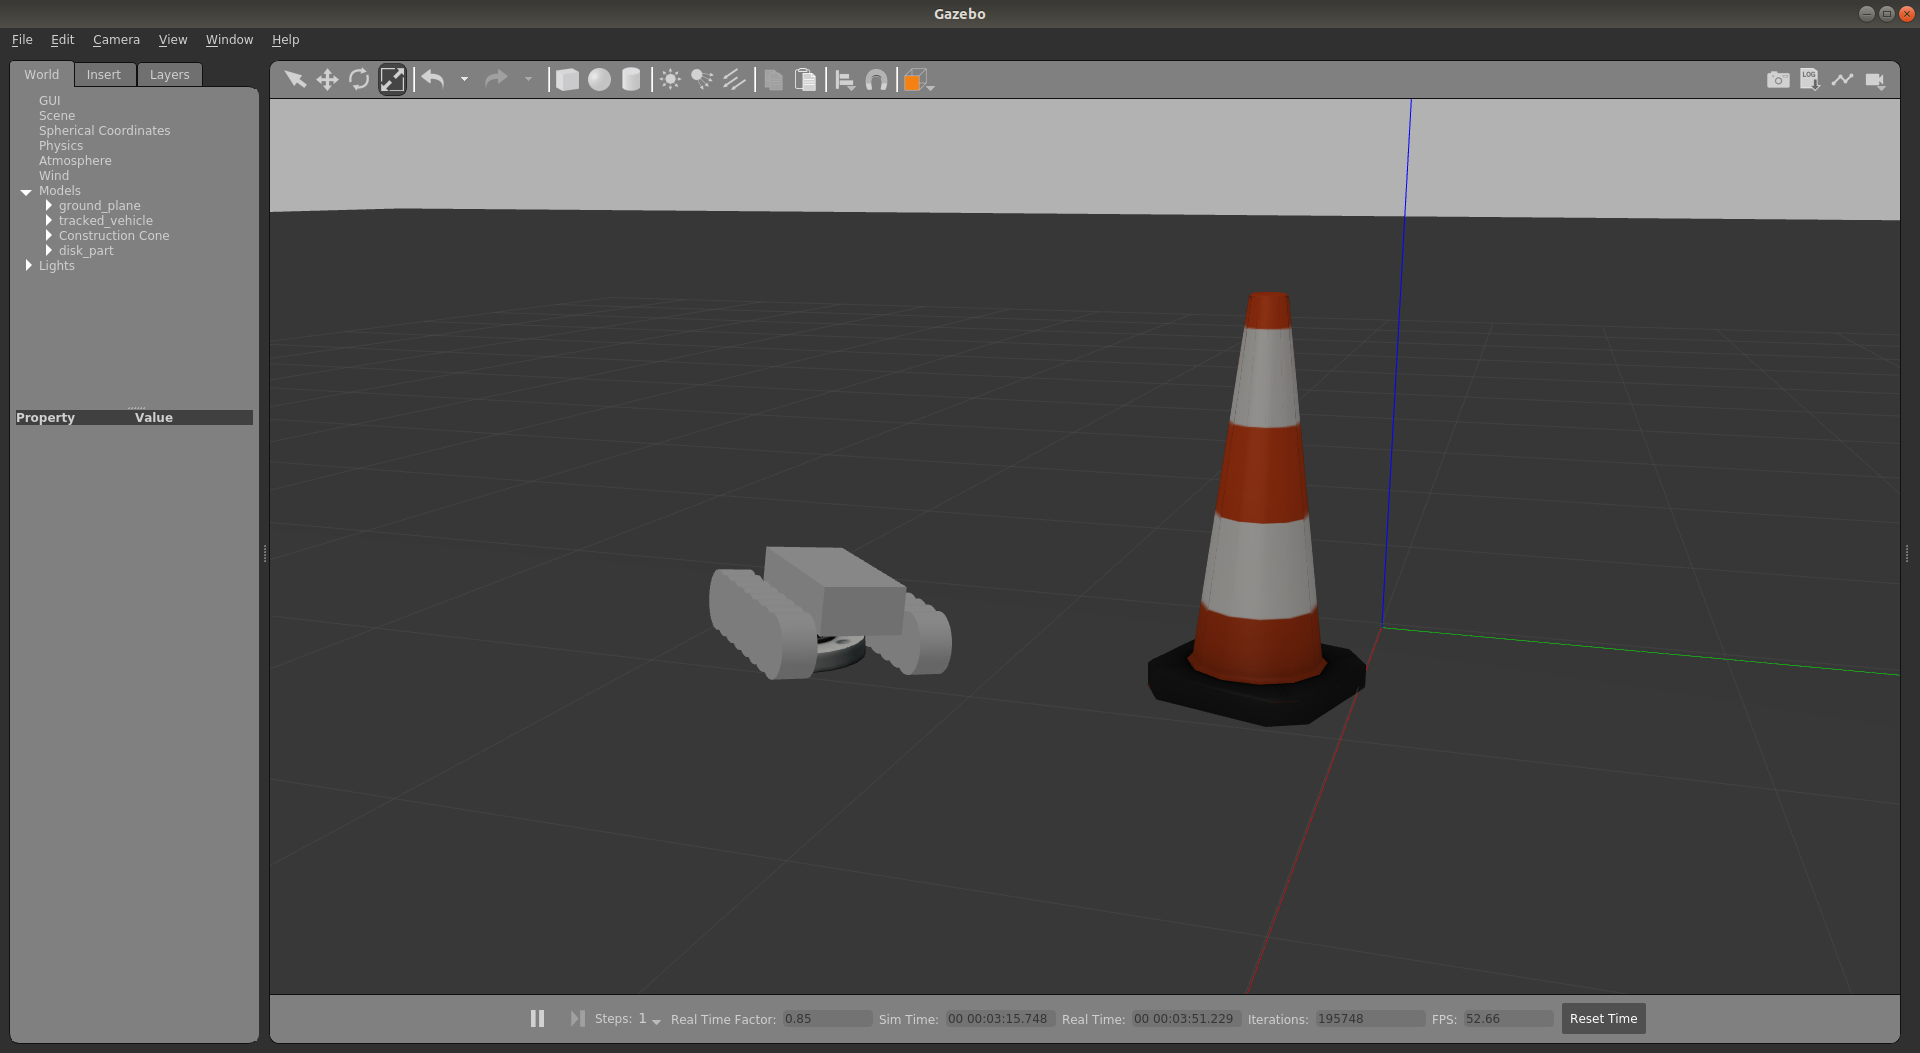 Gazebo
File Edit Camera View Window Help
World Insert Layers
GUI
Scene
Spherical Coordinates
Physics
Atmosphere
Wind
Models
ground_plane
tracked_vehicle
Construction Cone
disk_part
Lights
Property Value
LOG
Steps: 1 Real Time Factor: 0.85 Sim Time: 00 00:03:15.748 Real Time: 00 00:03:51.229 Iterations: 195748 FPS: 52.66 Reset Time